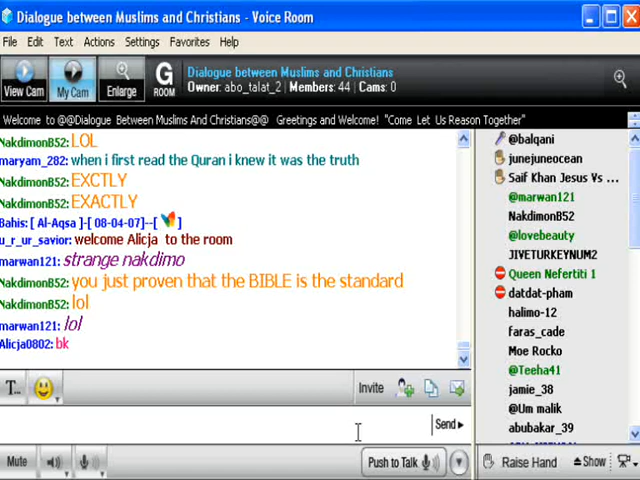 Dialogue between Muslims and Christians - Voice Room
File Edit Text Actions Settings Favorites Help
View Cam
My Cam
Enlarge
G ROOM
Dialogue between Muslims and Christians
Owner: abo_talat_2 | Members: 44 | Cams: 0
Welcome to @@Dialogue Between Muslims And Christians@@ Greetings and Welcome! "Come Let Us Reason Together"
NakdimonB52: LOL
maryam_282: when i first read the Quran i knew it was the truth
NakdimonB52: EXCTLY
NakdimonB52: EXACTLY
Bahis: [ Al-Aqsa ]-[ 08-04-07]--[ ]
u_r_ur_savior: welcome Alicja to the room
marwan121: strange nakdimo
NakdimonB52: you just proven that the BIBLE is the standard
NakdimonB52: lol
marwan121: lol
Alicja0802: bk
@balqani
junejuneocean
Saif Khan Jesus Vs ...
@marwan121
NakdimonB52
@lovebeauty
JIVETURKEYNUM2
Queen Nefertiti 1
datdat-pham
halimo-12
faras_cade
Moe Rocko
@Teeha41
jamie_38
@Um malik
abubakar_39
T...
Invite
Send
Mute
Push to Talk
Raise Hand
Show